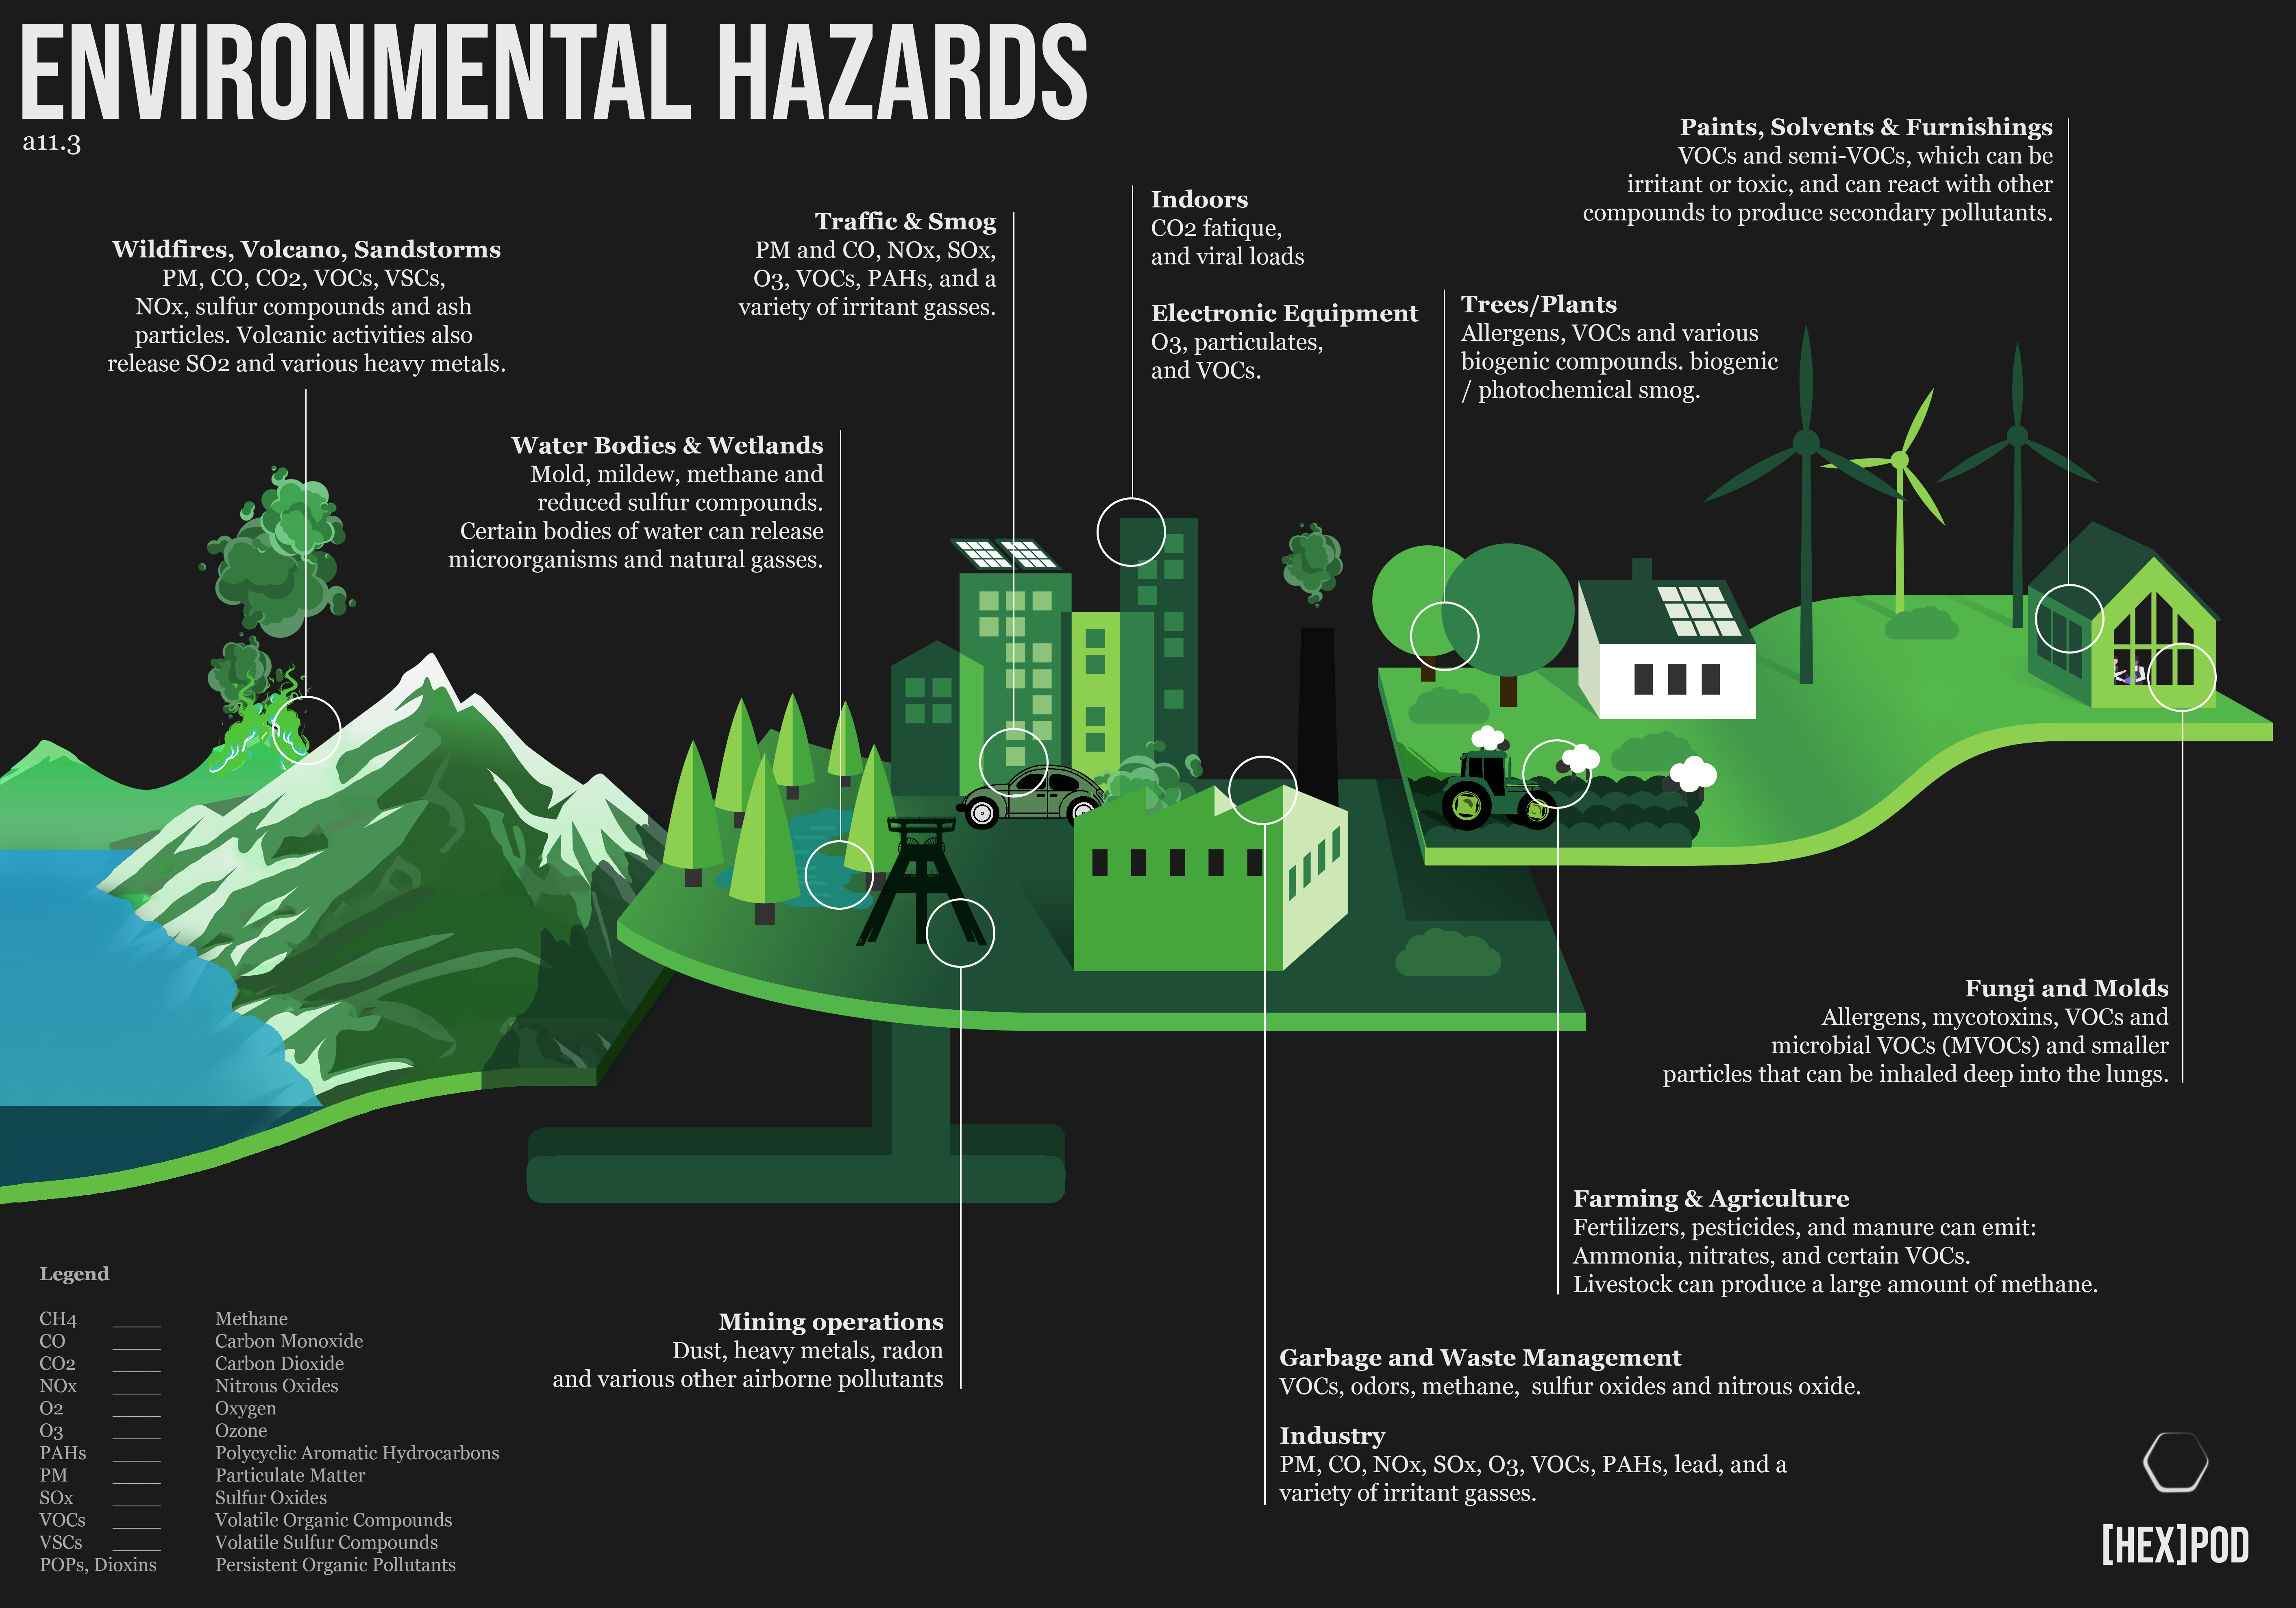 ENVIRONMENTAL HAZARDS
a11.3
Wildfires, Volcano, Sandstorms
PM, CO, CO2, VOCs, VSCs,
NOx, sulfur compounds and ash
particles. Volcanic activities also
release SO2 and various heavy metals.
Water Bodies & Wetlands
Mold, mildew, methane and
reduced sulfur compounds.
Certain bodies of water can release
microorganisms and natural gasses.
Traffic & Smog
PM and CO, NOx, SOx,
O3, VOCs, PAHs, and a
variety of irritant gasses.
Indoors
CO2 fatique,
and viral loads
Electronic Equipment
O3, particulates,
and VOCs.
Trees/Plants
Allergens, VOCs and various
biogenic compounds. biogenic
/ photochemical smog.
Paints, Solvents & Furnishings
VOCs and semi-VOCs, which can be
irritant or toxic, and can react with other
compounds to produce secondary pollutants.
Fungi and Molds
Allergens, mycotoxins, VOCs and
microbial VOCs (MVOCs) and smaller
particles that can be inhaled deep into the lungs.
Farming & Agriculture
Fertilizers, pesticides, and manure can emit:
Ammonia, nitrates, and certain VOCs.
Livestock can produce a large amount of methane.
Mining operations
Dust, heavy metals, radon
and various other airborne pollutants
Garbage and Waste Management
VOCs, odors, methane,  sulfur oxides and nitrous oxide.
Industry
PM, CO, NOx, SOx, O3, VOCs, PAHs, lead, and a
variety of irritant gasses.
Legend
CH4 _____ Methane
CO _____ Carbon Monoxide
CO2 _____ Carbon Dioxide
NOx _____ Nitrous Oxides
O2 _____ Oxygen
O3 _____ Ozone
PAHs _____ Polycyclic Aromatic Hydrocarbons
PM _____ Particulate Matter
SOx _____ Sulfur Oxides
VOCs _____ Volatile Organic Compounds
VSCs _____ Volatile Sulfur Compounds
POPs, Dioxins Persistent Organic Pollutants
[HEX]POD